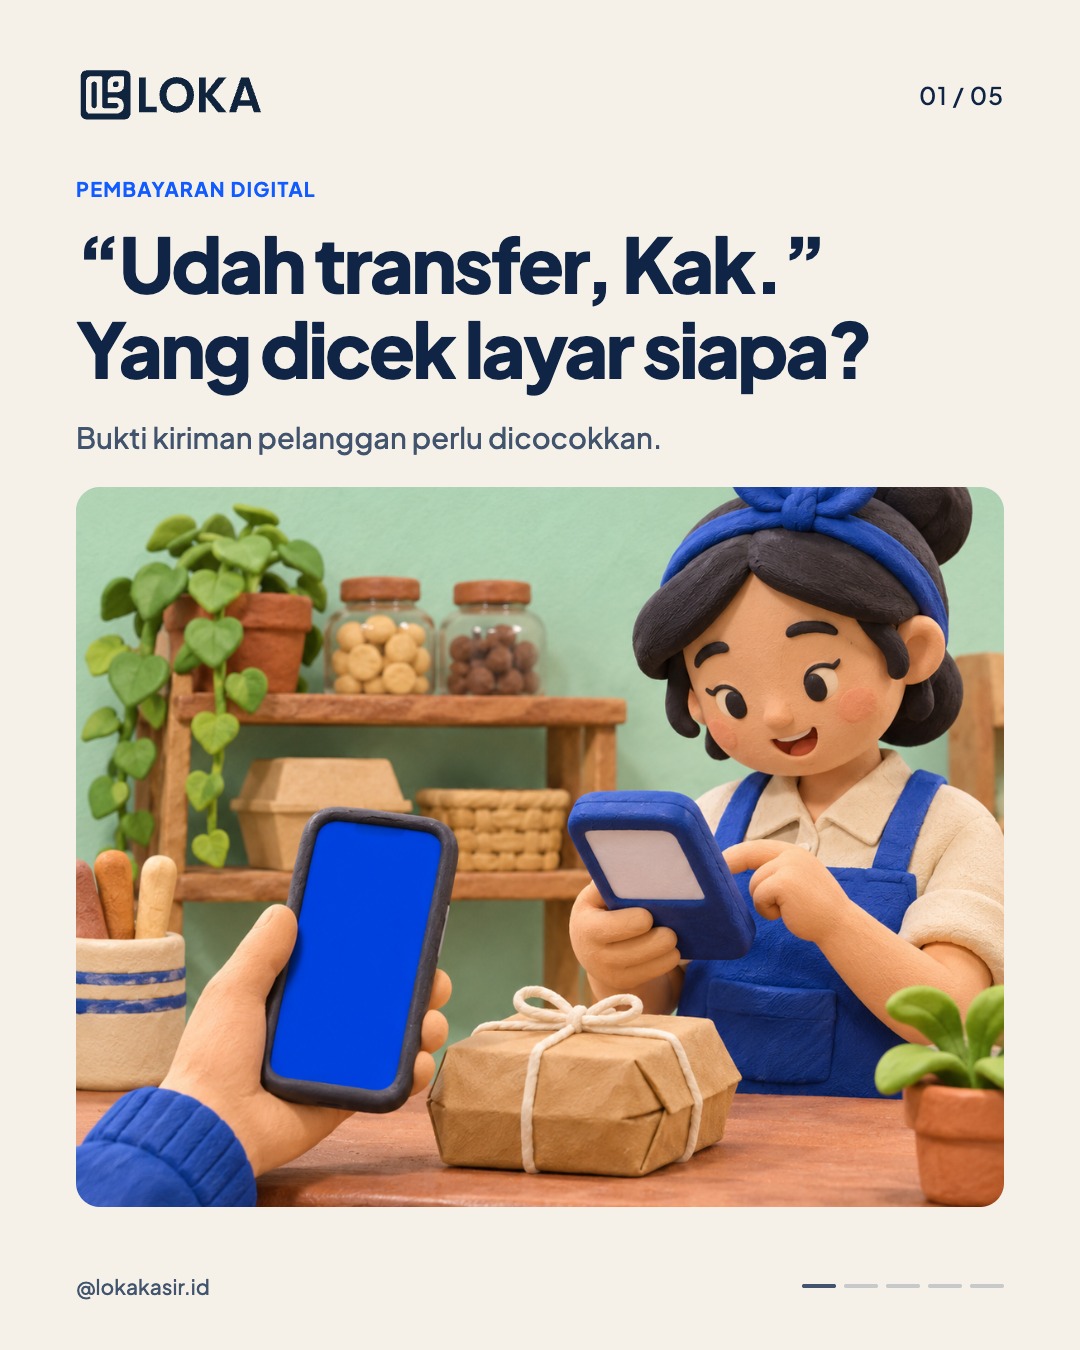 LOKA
01 / 05
PEMBAYARAN DIGITAL
“Udah transfer, Kak.”
Yang dicek layar siapa?
Bukti kiriman pelanggan perlu dicocokkan.
@lokakasir.id